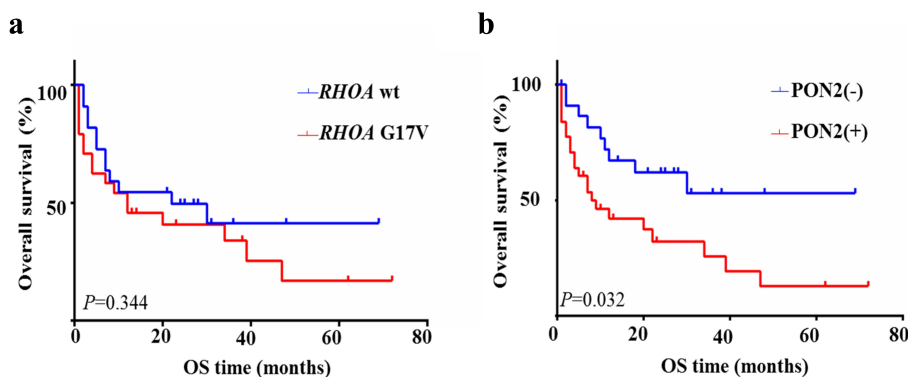 a
100
50
Overall survival (%)
RHOA wt
RHOA G17V
P=0.344
0 20 40 60 80
OS time (months)
b
100
50
Overall survival (%)
PON2(-)
PON2(+)
P=0.032
0 20 40 60 80
OS time (months)